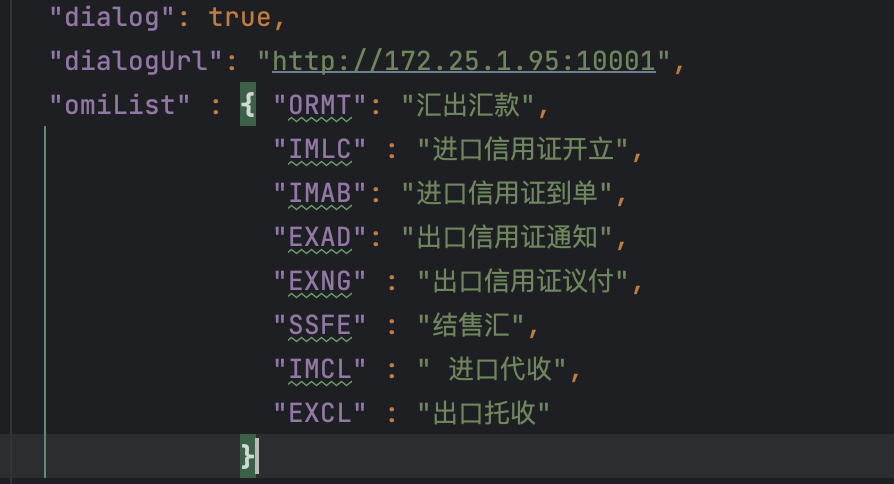 "dialog": true,
"dialogUrl": "http://172.25.1.95:10001",
"omiList" : { "ORMT": "汇出汇款",
"IMLC" : "进口信用证开立",
"IMAB": "进口信用证到单",
"EXAD": "出口信用证通知",
"EXNG" : "出口信用证议付",
"SSFE" : "结售汇",
"IMCL" : " 进口代收",
"EXCL" : "出口托收"
}